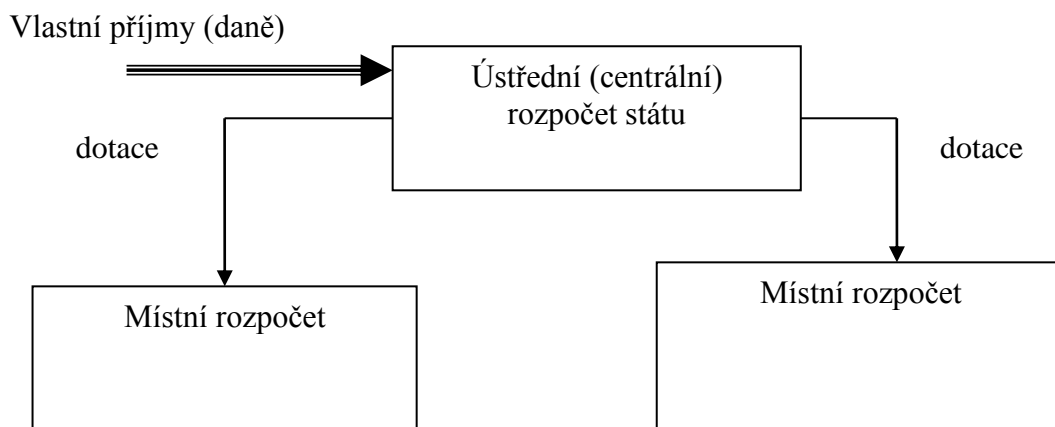 Vlastní příjmy (daně)
Ústřední (centrální)
rozpočet státu
dotace
dotace
Místní rozpočet
Místní rozpočet